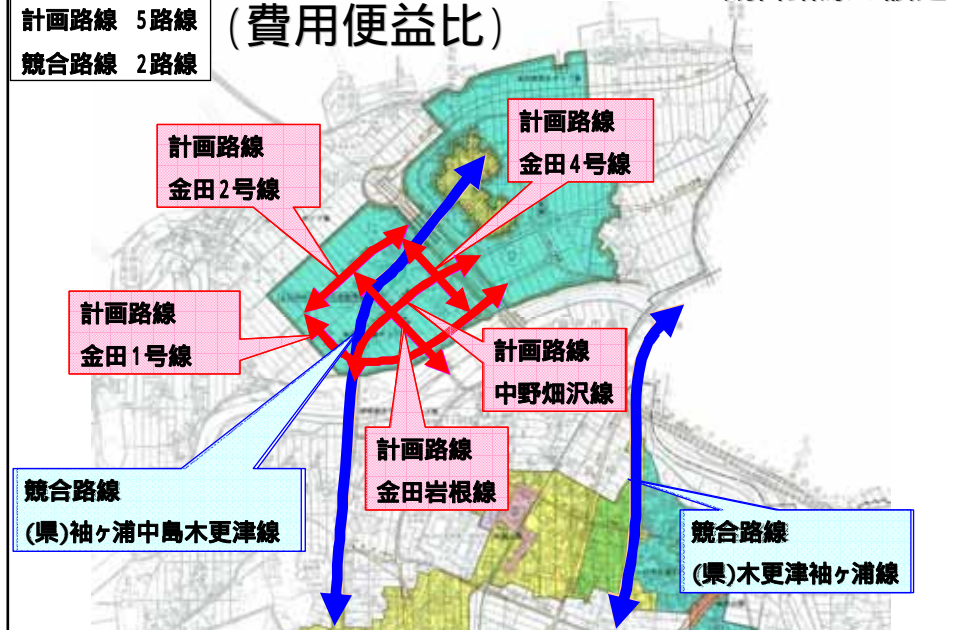 計画路線 5路線
競合路線 2路線
(費用便益比)
計画路線
金田2号線
計画路線
金田4号線
計画路線
金田1号線
計画路線
中野畑沢線
計画路線
金田岩根線
競合路線
(県)袖ヶ浦中島木更津線
競合路線
(県)木更津袖ヶ浦線